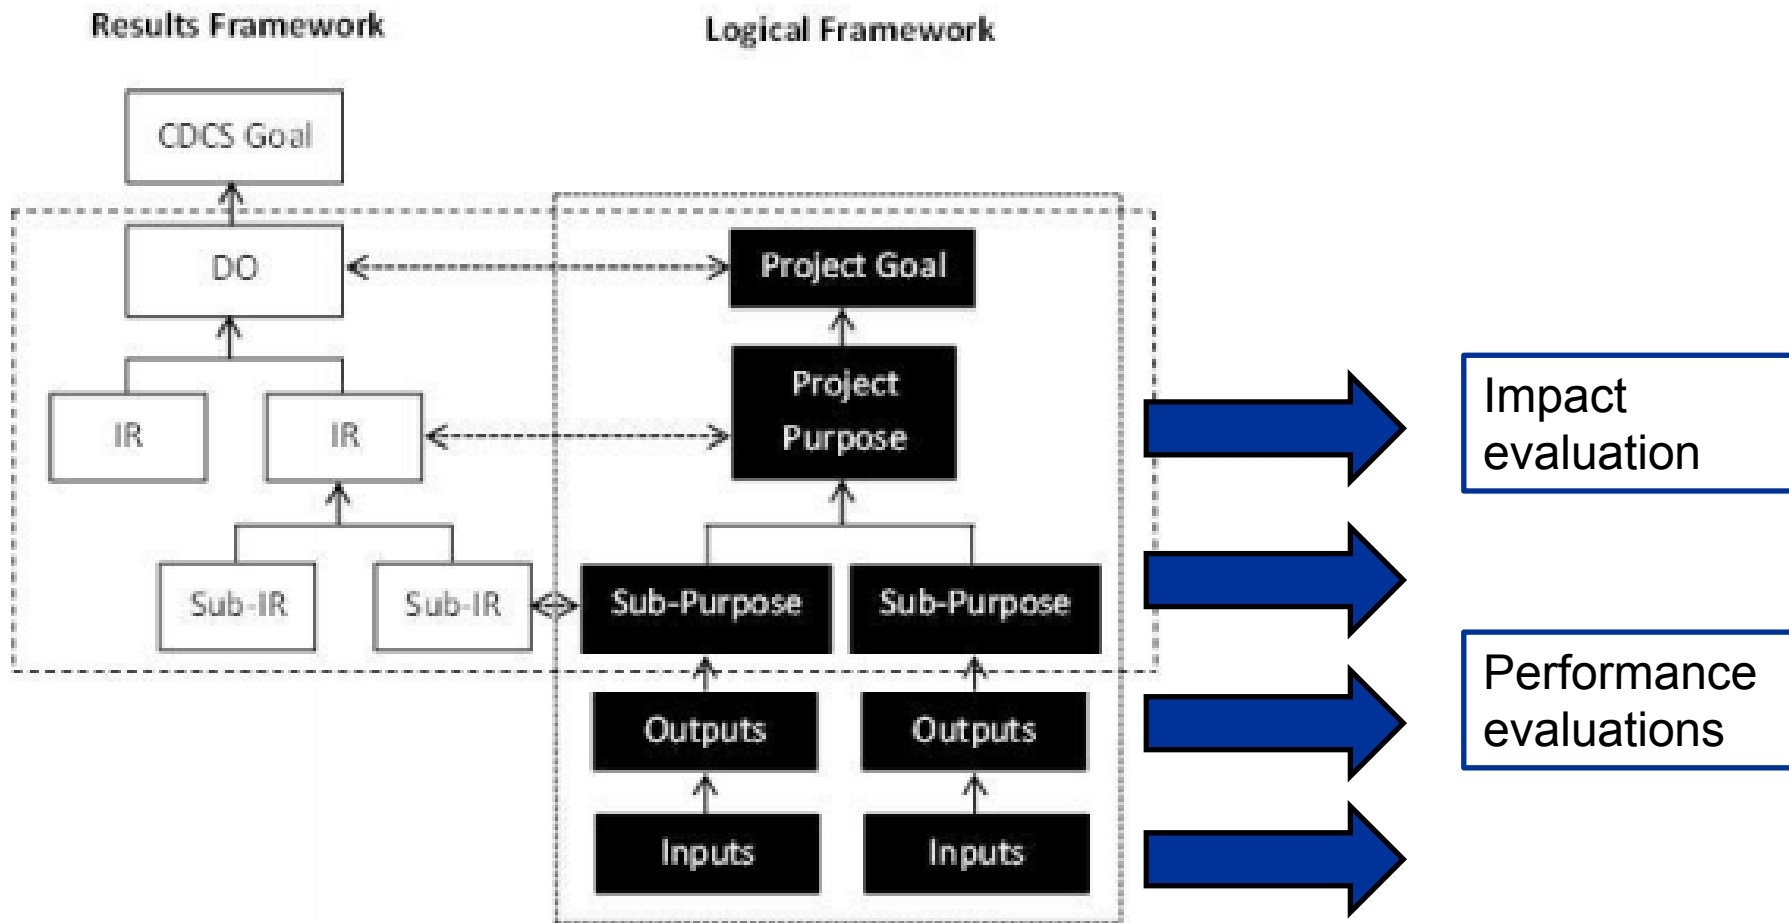 Results Framework
Logical Framework
CDCS Goal
DO
Project Goal
IR
IR
Project
Purpose
Impact
evaluation
Sub-IR
Sub-IR
Sub-Purpose
Sub-Purpose
Performance
evaluations
Outputs
Outputs
Inputs
Inputs